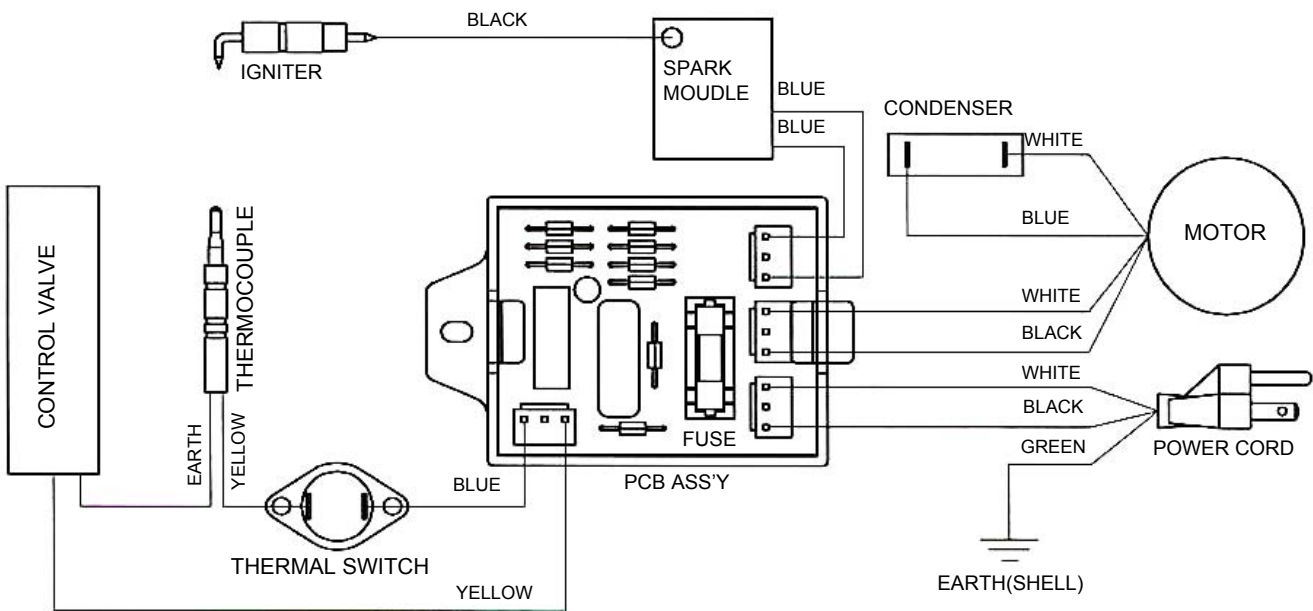 BLACK
IGNITER
SPARK
MOUDLE
BLUE
BLUE
CONDENSER
WHITE
BLUE
MOTOR
WHITE
BLACK
WHITE
BLACK
GREEN
POWER CORD
EARTH(SHELL)
CONTROL VALVE
THERMOCOUPLE
EARTH
YELLOW
BLUE
THERMAL SWITCH
YELLOW
FUSE
PCB ASS'Y